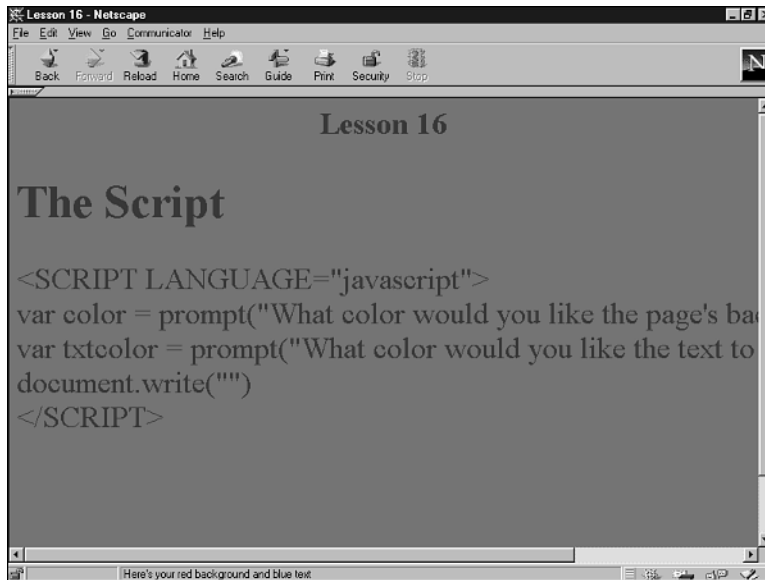 Lesson 16 - Netscape
File Edit View Go Communicator Help
Back Forward Reload Home Search Guide Print Security Stop
N
Lesson 16
The Script
<SCRIPT LANGUAGE="javascript">
var color = prompt("What color would you like the page's
var txtcolor = prompt("What color would you like the text to
document.write("")
</SCRIPT>
Here's your red background and blue text